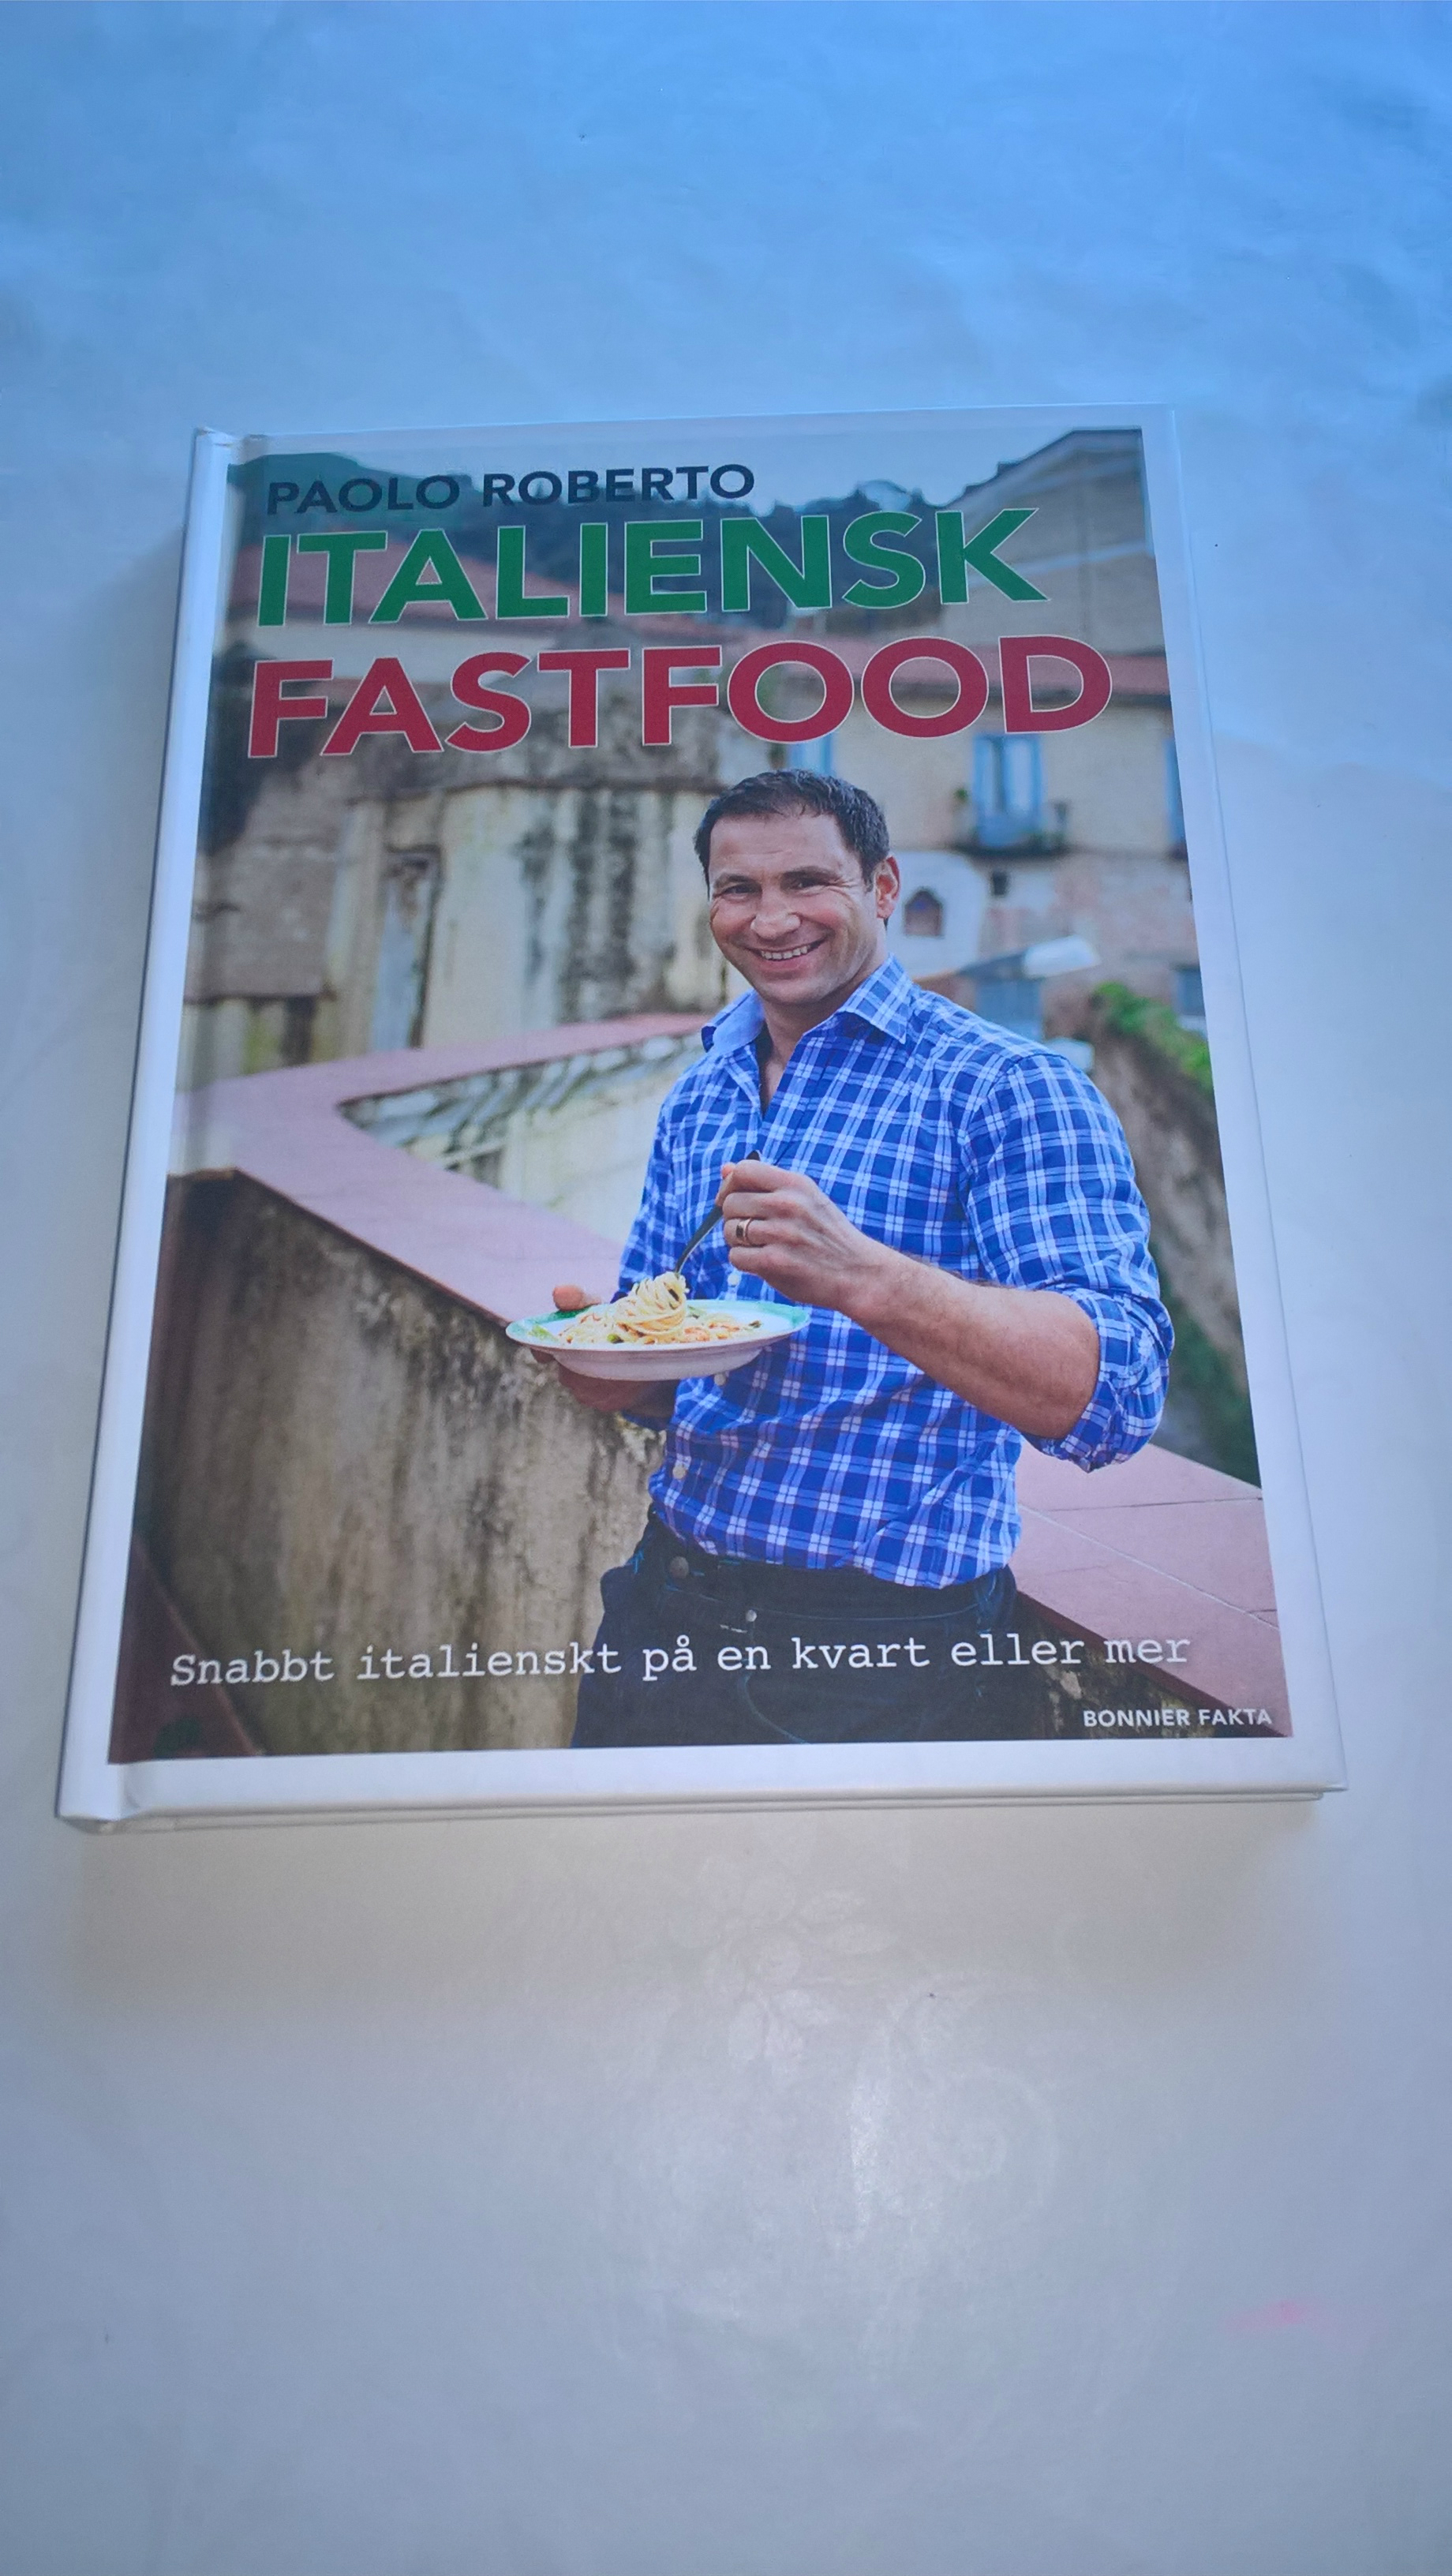 PAOLO ROBERTO
ITALIENSK
FASTFOOD
Snabbt italienskt på en kvart eller mer
BONNIER FAKTA